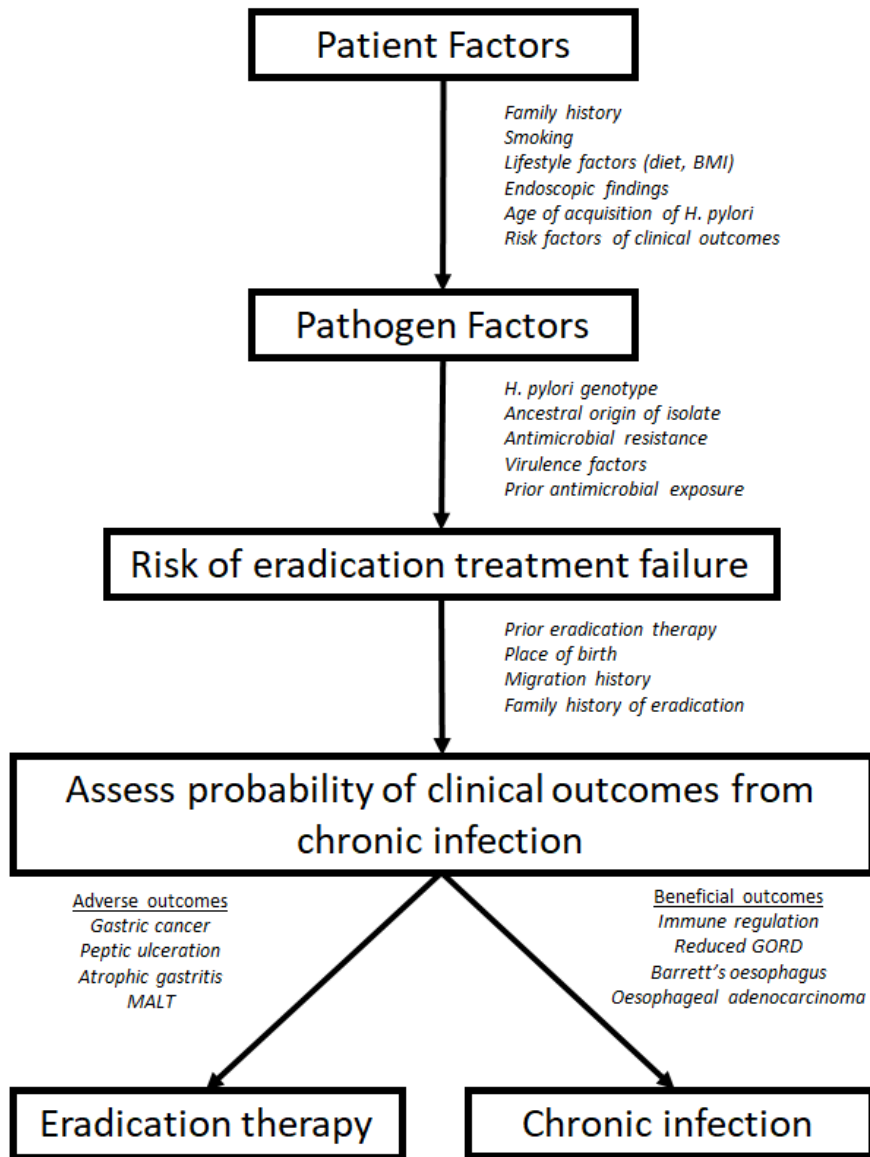 Patient Factors
Family history
Smoking
Lifestyle factors (diet, BMI)
Endoscopic findings
Age of acquisition of H. pylori
Risk factors of clinical outcomes
Pathogen Factors
H. pylori genotype
Ancestral origin of isolate
Antimicrobial resistance
Virulence factors
Prior antimicrobial exposure
Risk of eradication treatment failure
Prior eradication therapy
Place of birth
Migration history
Family history of eradication
Assess probability of clinical outcomes from
chronic infection
Adverse outcomes
Gastric cancer
Peptic ulceration
Atrophic gastritis
MALT
Beneficial outcomes
Immune regulation
Reduced GORD
Barrett's oesophagus
Oesophageal adenocarcinoma
Eradication therapy
Chronic infection